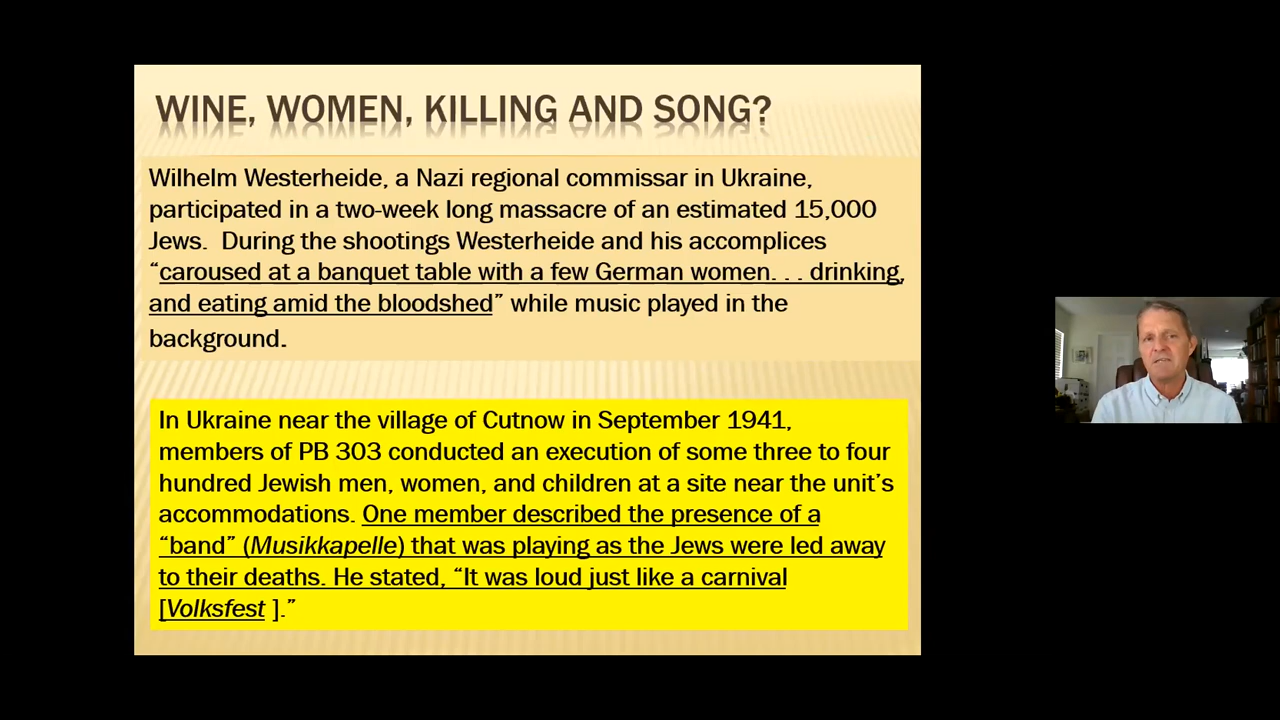 WINE, WOMEN, KILLING AND SONG?
Wilhelm Westerheide, a Nazi regional commissar in Ukraine,
participated in a two-week long massacre of an estimated 15,000
Jews. During the shootings Westerheide and his accomplices
“caroused at a banquet table with a few German women. . . drinking,
and eating amid the bloodshed” while music played in the
background.
In Ukraine near the village of Cutnow in September 1941,
members of PB 303 conducted an execution of some three to four
hundred Jewish men, women, and children at a site near the unit’s
accommodations. One member described the presence of a
“band” (Musikkapelle) that was playing as the Jews were led away
to their deaths. He stated, “It was loud just like a carnival
[Volksfest ].”